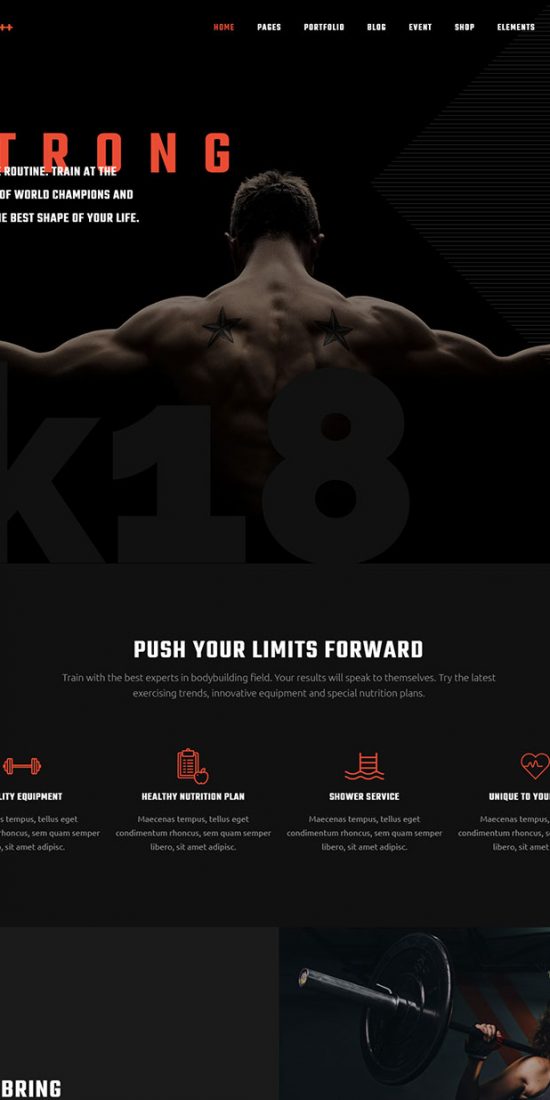 HOME PAGES PORTFOLIO BLOG EVENT SHOP ELEMENTS
TRONG
ROUTINE. TRAIN AT THE
OF WORLD CHAMPIONS AND
E BEST SHAPE OF YOUR LIFE.
k18
PUSH YOUR LIMITS FORWARD
Train with the best experts in bodybuilding field. Your results will speak to themselves. Try the latest
exercising trends, innovative equipment and special nutrition plans.
LITY EQUIPMENT
s tempus, tellus eget
rhoncus, sem quam semper
, sit amet adipisc.
HEALTHY NUTRITION PLAN
Maecenas tempus, tellus eget
condimentum rhoncus, sem quam semper
libero, sit amet adipisc.
SHOWER SERVICE
Maecenas tempus, tellus eget
condimentum rhoncus, sem quam semper
libero, sit amet adipisc.
UNIQUE TO YOU
Maecenas tempus,
condimentum rhoncus, s
libero, sit amet
BRING